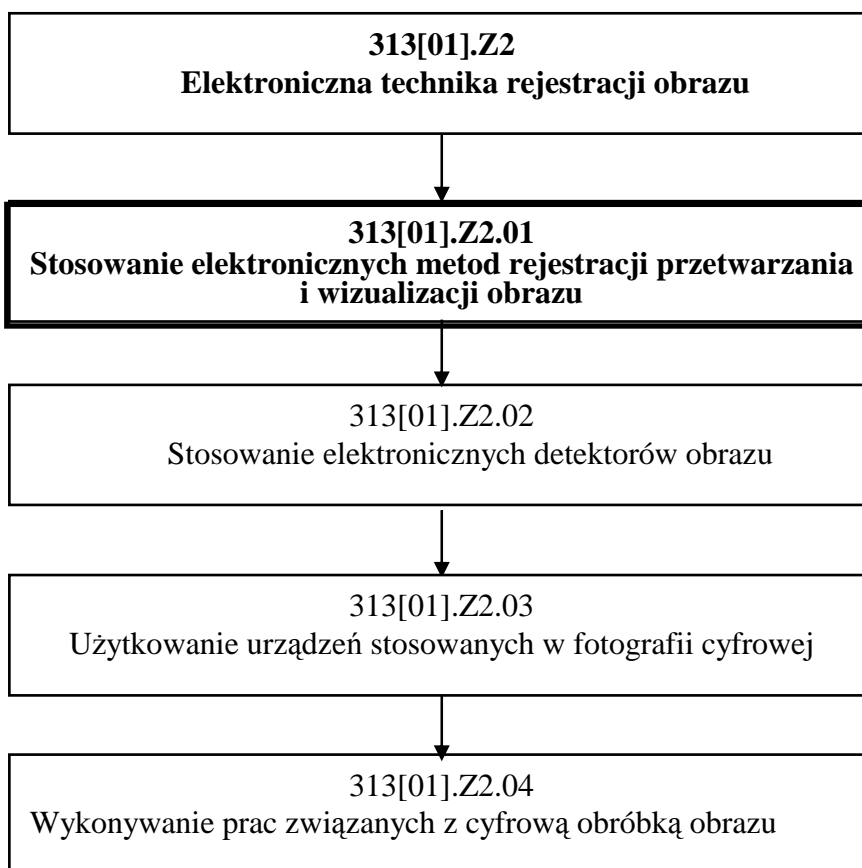 313[01].Z2
Elektroniczna technika rejestracji obrazu
313[01].Z2.01
Stosowanie elektronicznych metod rejestracji przetwarzania
i wizualizacji obrazu
313[01].Z2.02
Stosowanie elektronicznych detektorów obrazu
313[01].Z2.03
Użytkowanie urządzeń stosowanych w fotografii cyfrowej
313[01].Z2.04
Wykonywanie prac związanych z cyfrową obróbką obrazu